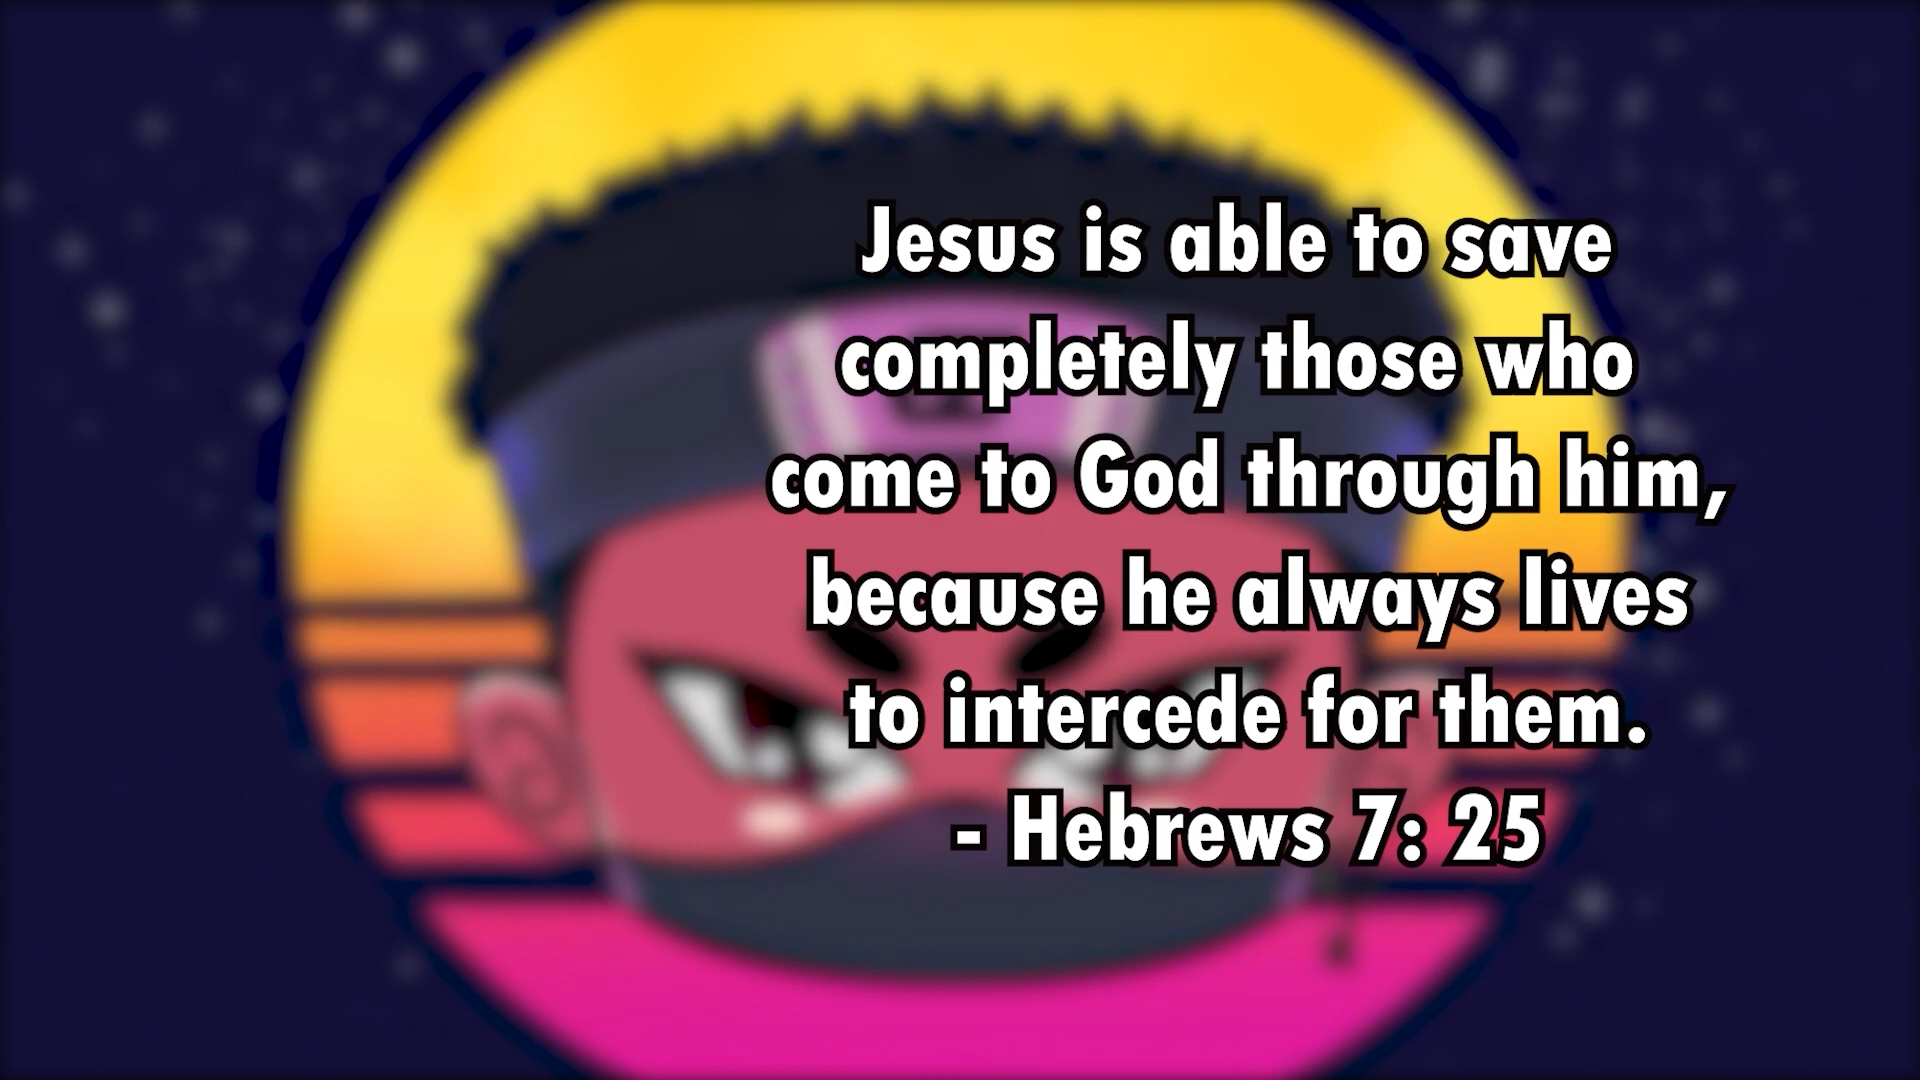 Jesus is able to save
completely those who
come to God through him,
because he always lives
to intercede for them.
- Hebrews 7: 25